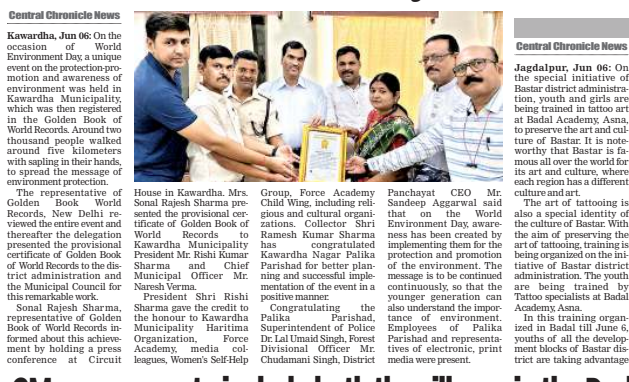 Central Chronicle News
Kawardha, Jun 06: On the
occasion of World
Environment Day, a unique
event on the protection-pro-
motion and awareness of
environment was held in
Kawardha Municipality,
which was then registered
in the Golden Book of
World Records. Around two
thousand people walked
around five kilometers
with sapling in their hands,
to spread the message of
environment protection.
The representative of
Golden Book World
Records, New Delhi re-
viewed the entire event and
thereafter the delegation
presented the provisional
certificate of Golden Book
of World Records to the dis-
trict administration and
the Municipal Council for
this remarkable work.
Sonal Rajesh Sharma,
representative of Golden
Book of World Records in-
formed about this achieve-
ment by holding a press
conference at Circuit
House in Kawardha. Mrs.
Sonal Rajesh Sharma pre-
sented the provisional cer-
tificate of Golden Book of
World Records to
Kawardha Municipality
President Mr. Rishi Kumar
Sharma and Chief
Municipal Officer Mr.
Naresh Verma.
President Shri Rishi
Sharma gave the credit to
the honour to Kawardha
Municipality Haritima
Organization, Force
Academy, media col-
leagues, Women's Self-Help
Group, Force Academy
Child Wing, including reli-
gious and cultural organi-
zations. Collector Shri
Ramesh Kumar Sharma
has congratulated
Kawardha Nagar Palika
Parishad for better plan-
ning and successful imple-
mentation of the event in a
positive manner.
Congratulating the
Palika Parishad,
Superintendent of Police
Dr. Lal Umaid Singh, Forest
Divisional Officer Mr.
Chudamani Singh, District
Panchayat CEO Mr.
Sandeep Aggarwal said
that on the World
Environment Day, aware-
ness has been created by
implementing them for the
protection and promotion
of the environment. The
message is to be continued
continuously, so that the
younger generation can
also understand the impor-
tance of environment.
Employees of Palika
Parishad and representa-
tives of electronic, print
media were present.
Central Chronicle News
Jagdalpur, Jun 06: On
the special initiative of
Bastar district administra-
tion, youth and girls are
being trained in tattoo art
at Badal Academy, Asna,
to preserve the art and cul-
ture of Bastar. It is note-
worthy that Bastar is fa-
mous all over the world for
its art and culture, where
each region has a different
culture and art.
The art of tattooing is
also a special identity of
the culture of Bastar. With
the aim of preserving the
art of tattooing, training is
being organized on the ini-
tiative of Bastar district
administration. The youth
are being trained by
Tattoo specialists at Badal
Academy, Asna.
In this training organ-
ized in Badal till June 6,
youths of all the develop-
ment blocks of Bastar dis-
trict are taking advantage